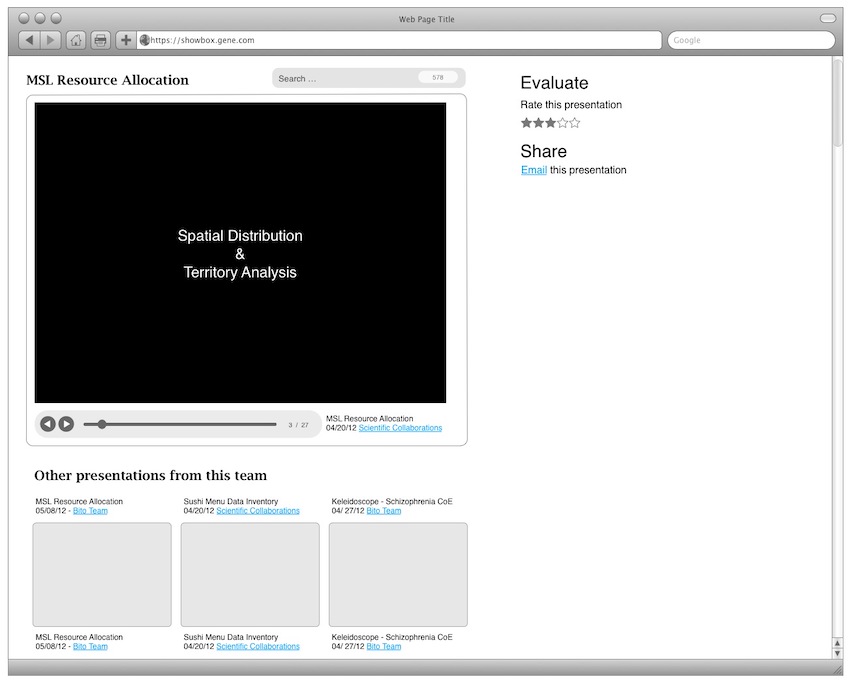 Web Page Title
https://showbox.gene.com
Google
MSL Resource Allocation
Search ...
578
Spatial Distribution
&
Territory Analysis
3 / 27
MSL Resource Allocation
04/20/12 Scientific Collaborations
Evaluate
Rate this presentation
Share
Email this presentation
Other presentations from this team
MSL Resource Allocation
05/08/12 - Bito Team
Sushi Menu Data Inventory
04/20/12 Scientific Collaborations
Keleidoscope - Schizophrenia CoE
04/ 27/12 Bito Team
MSL Resource Allocation
05/08/12 - Bito Team
Sushi Menu Data Inventory
04/20/12 Scientific Collaborations
Keleidoscope - Schizophrenia CoE
04/ 27/12 Bito Team